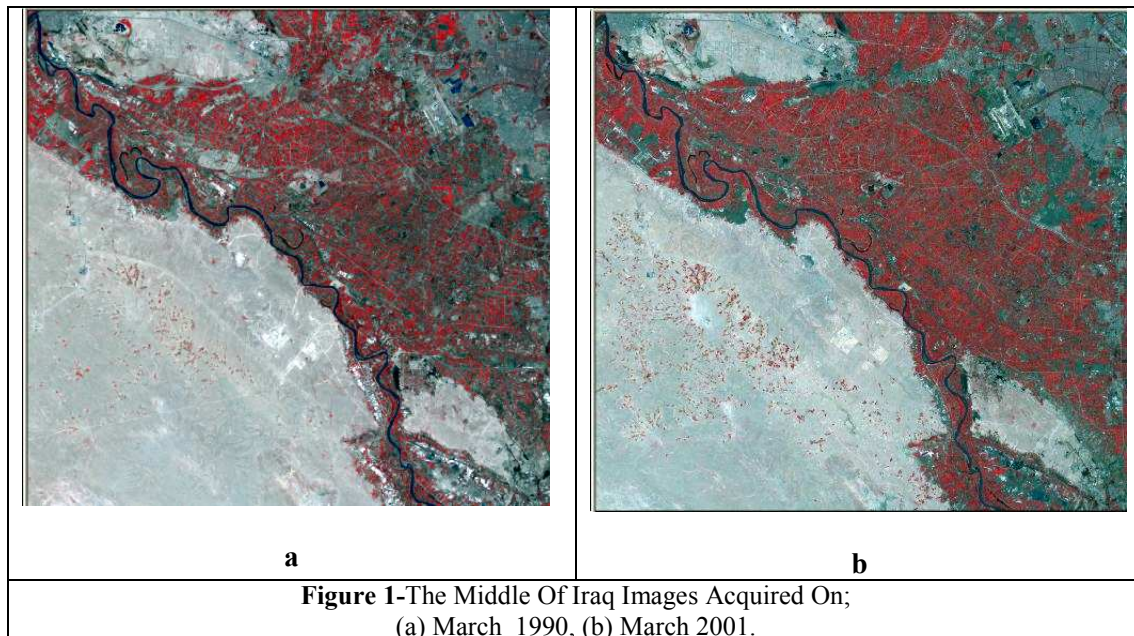 a
b
Figure 1-The Middle Of Iraq Images Acquired On;
(a) March 1990, (b) March 2001.